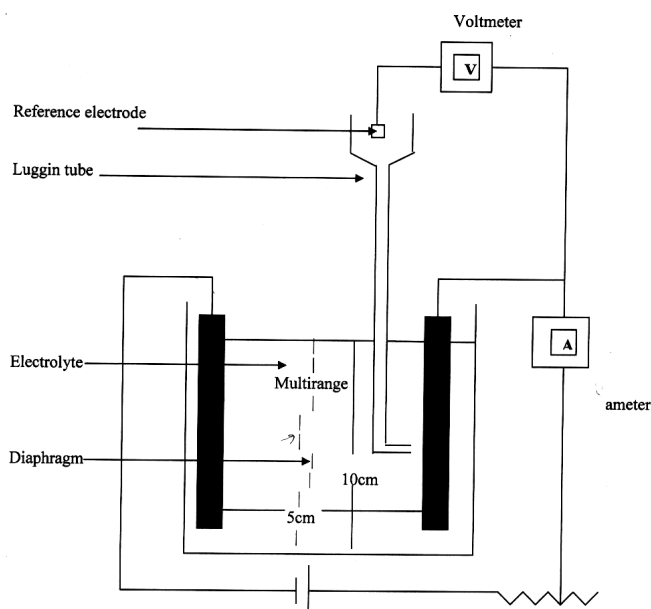 Voltmeter
V
Reference electrode
Luggin tube
A
Electrolyte
Multirange
ameter
Diaphragm
10cm
5cm